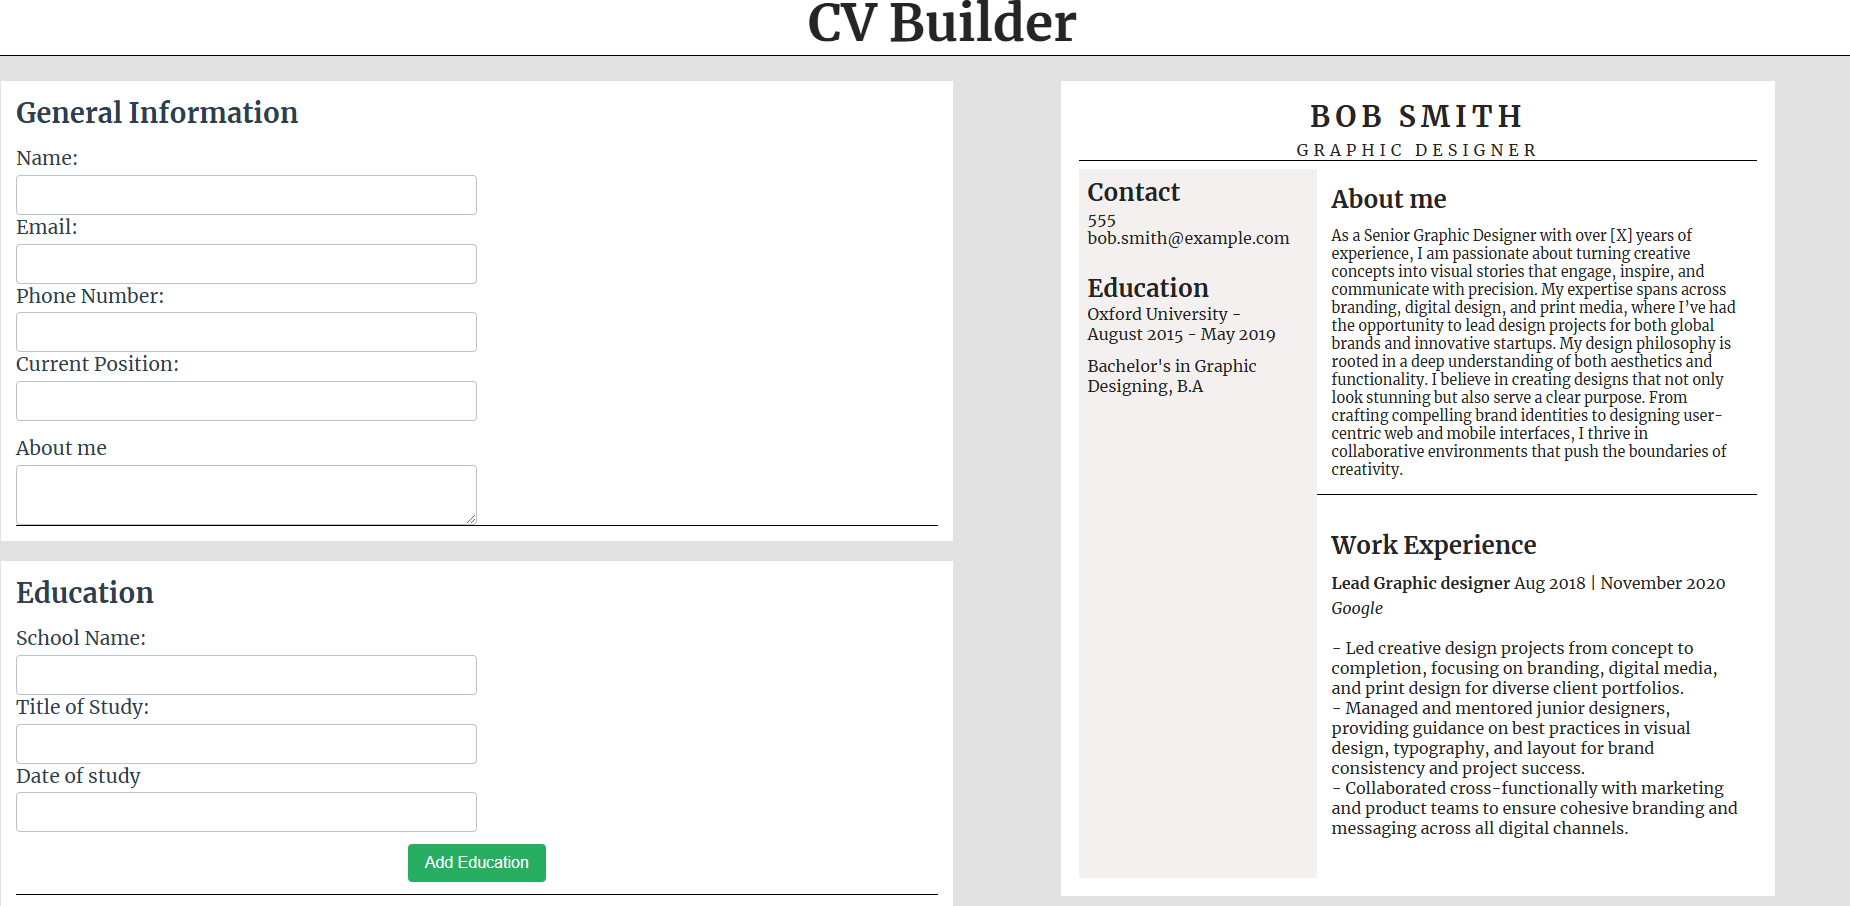 CV Builder
General Information
Name:
Email:
Phone Number:
Current Position:
About me
Education
School Name:
Title of Study:
Date of study
Add Education
BOB SMITH
GRAPHIC DESIGNER
Contact
555
bob.smith@example.com
Education
Oxford University -
August 2015 - May 2019
Bachelor's in Graphic
Designing, B.A
About me
As a Senior Graphic Designer with over [X] years of
experience, I am passionate about turning creative
concepts into visual stories that engage, inspire, and
communicate with precision. My expertise spans across
branding, digital design, and print media, where I’ve had
the opportunity to lead design projects for both global
brands and innovative startups. My design philosophy is
rooted in a deep understanding of both aesthetics and
functionality. I believe in creating designs that not only
look stunning but also serve a clear purpose. From
crafting compelling brand identities to designing user-
centric web and mobile interfaces, I thrive in
collaborative environments that push the boundaries of
creativity.
Work Experience
Lead Graphic designer Aug 2018 | November 2020
Google
- Led creative design projects from concept to
completion, focusing on branding, digital media,
and print design for diverse client portfolios.
- Managed and mentored junior designers,
providing guidance on best practices in visual
design, typography, and layout for brand
consistency and project success.
- Collaborated cross-functionally with marketing
and product teams to ensure cohesive branding and
messaging across all digital channels.